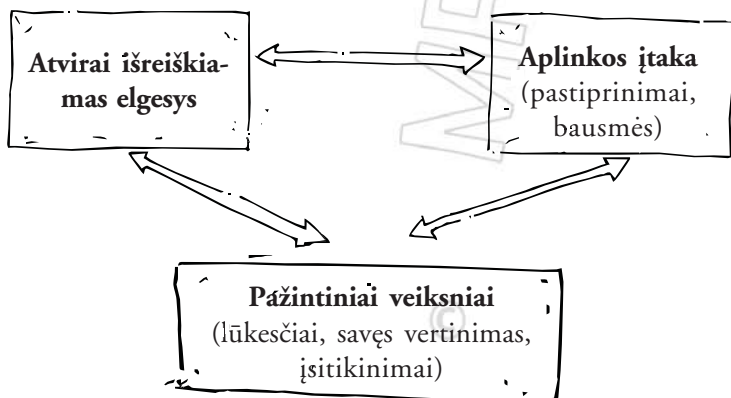 Atvirai išreiškia-
mas elgesys
Aplinkos įtaka
(pastiprinimai,
bausmės)
Pažintiniai veiksniai
(lūkesčiai, savęs vertinimas,
įsitikinimai)
©